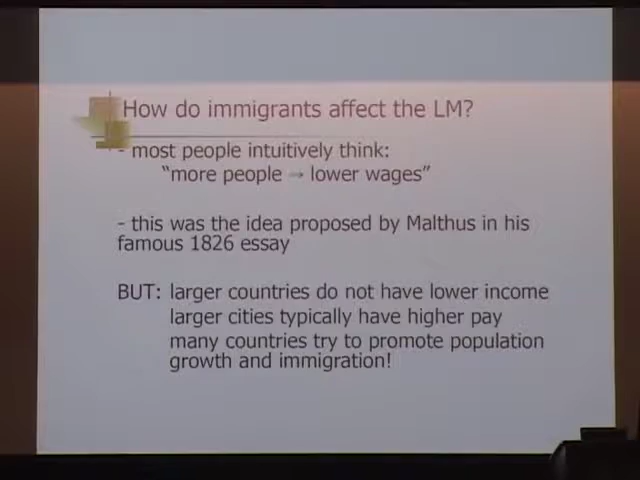 How do immigrants affect the LM?
- most people intuitively think:
"more people → lower wages"
- this was the idea proposed by Malthus in his
famous 1826 essay
BUT: larger countries do not have lower income
larger cities typically have higher pay
many countries try to promote population
growth and immigration!